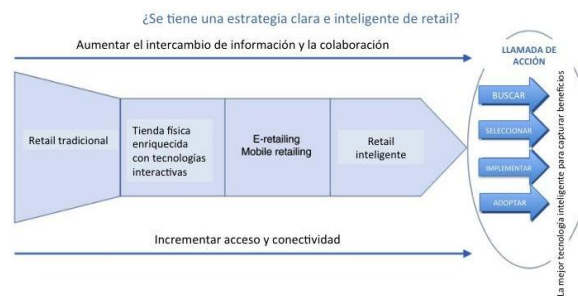 ¿Se tiene una estrategia clara e inteligente de retail?
Aumentar el intercambio de información y la colaboración
Retail tradicional
Tienda física
enriquecida
con tecnologías
interactivas
E-retailing
Mobile retailing
Retail
inteligente
Incrementar acceso y conectividad
LLAMADA DE
ACCIÓN
BUSCAR
SELECCIONAR
IMPLEMENTAR
ADOPTAR
La mejor tecnología inteligente para capturar beneficios